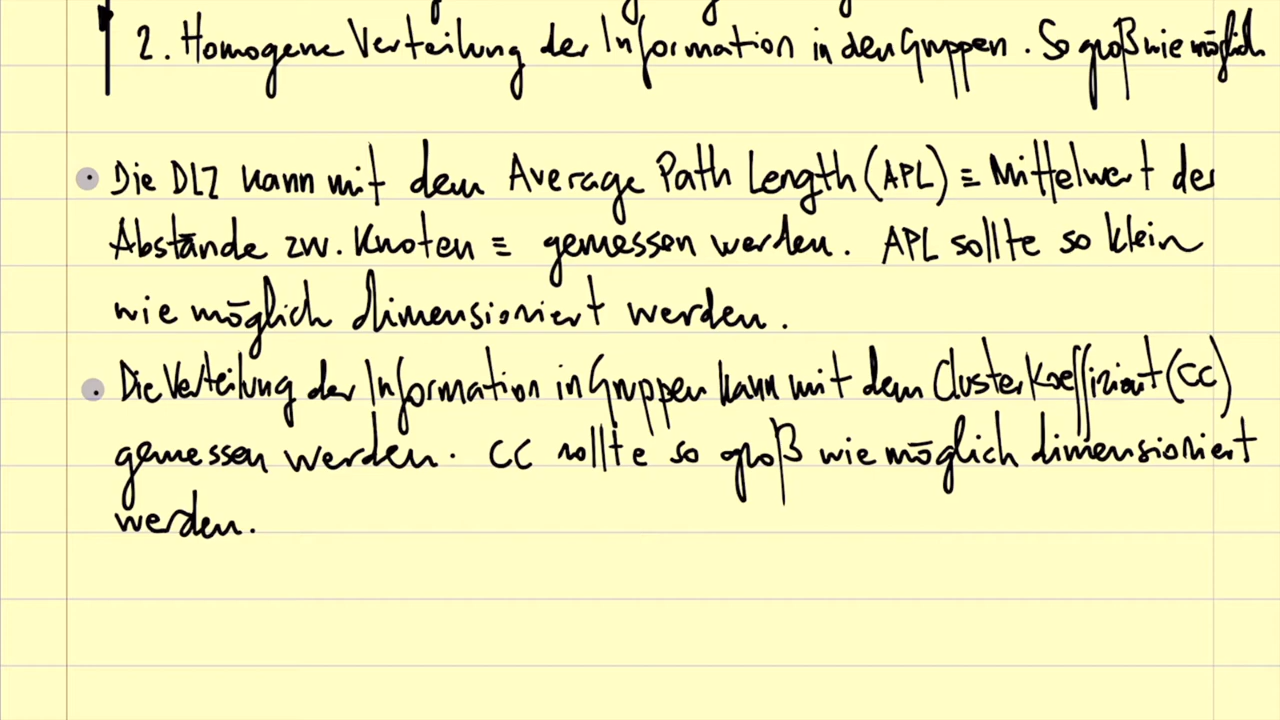 2. Homogene Verteilung der Information in den Gruppen. So groß wie möglich
• Die DLZ kann mit dem Average Path Length (APL) ≡ Mittelwert der
Abstände zw. Knoten ≡ gemessen werden. APL sollte so klein
wie möglich dimensioniert werden.
• Die Verteilung der Information in Gruppen kann mit dem Clusterkoeffizient (CC)
gemessen werden. CC sollte so groß wie möglich dimensioniert
werden.